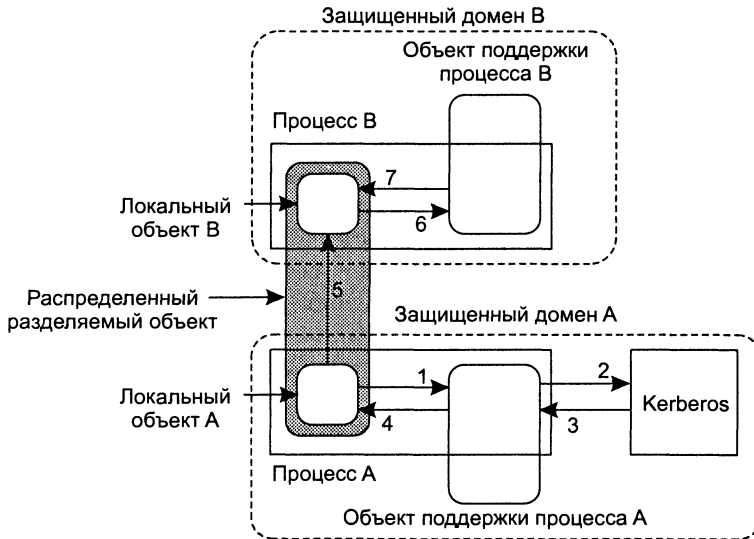 Защищенный домен В
Объект поддержки
процесса В
Процесс В
7
6
Локальный
объект В
5
Распределенный
разделяемый объект
Защищенный домен А
1
2
Локальный
объект А
4
3
Kerberos
Процесс А
Объект поддержки процесса А